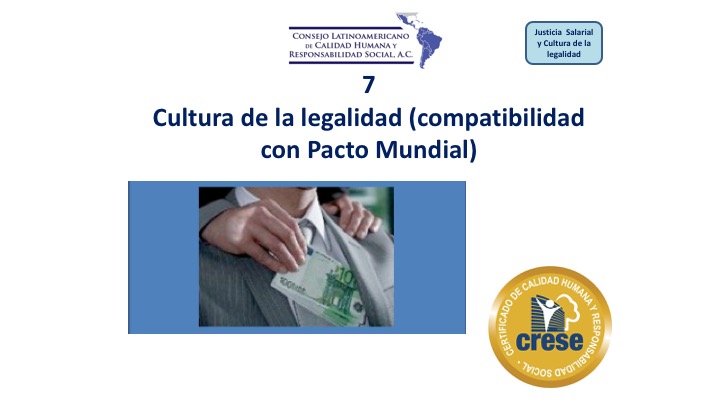 CONSEJO LATINOAMERICANO
DE CALIDAD HUMANA Y
RESPONSABILIDAD SOCIAL, A.C.
Justicia Salarial
y Cultura de la
legalidad
7
Cultura de la legalidad (compatibilidad
con Pacto Mundial)
100
CERTIFICADO DE CALIDAD HUMANA Y RESPONSABILIDAD SOCIAL
crese